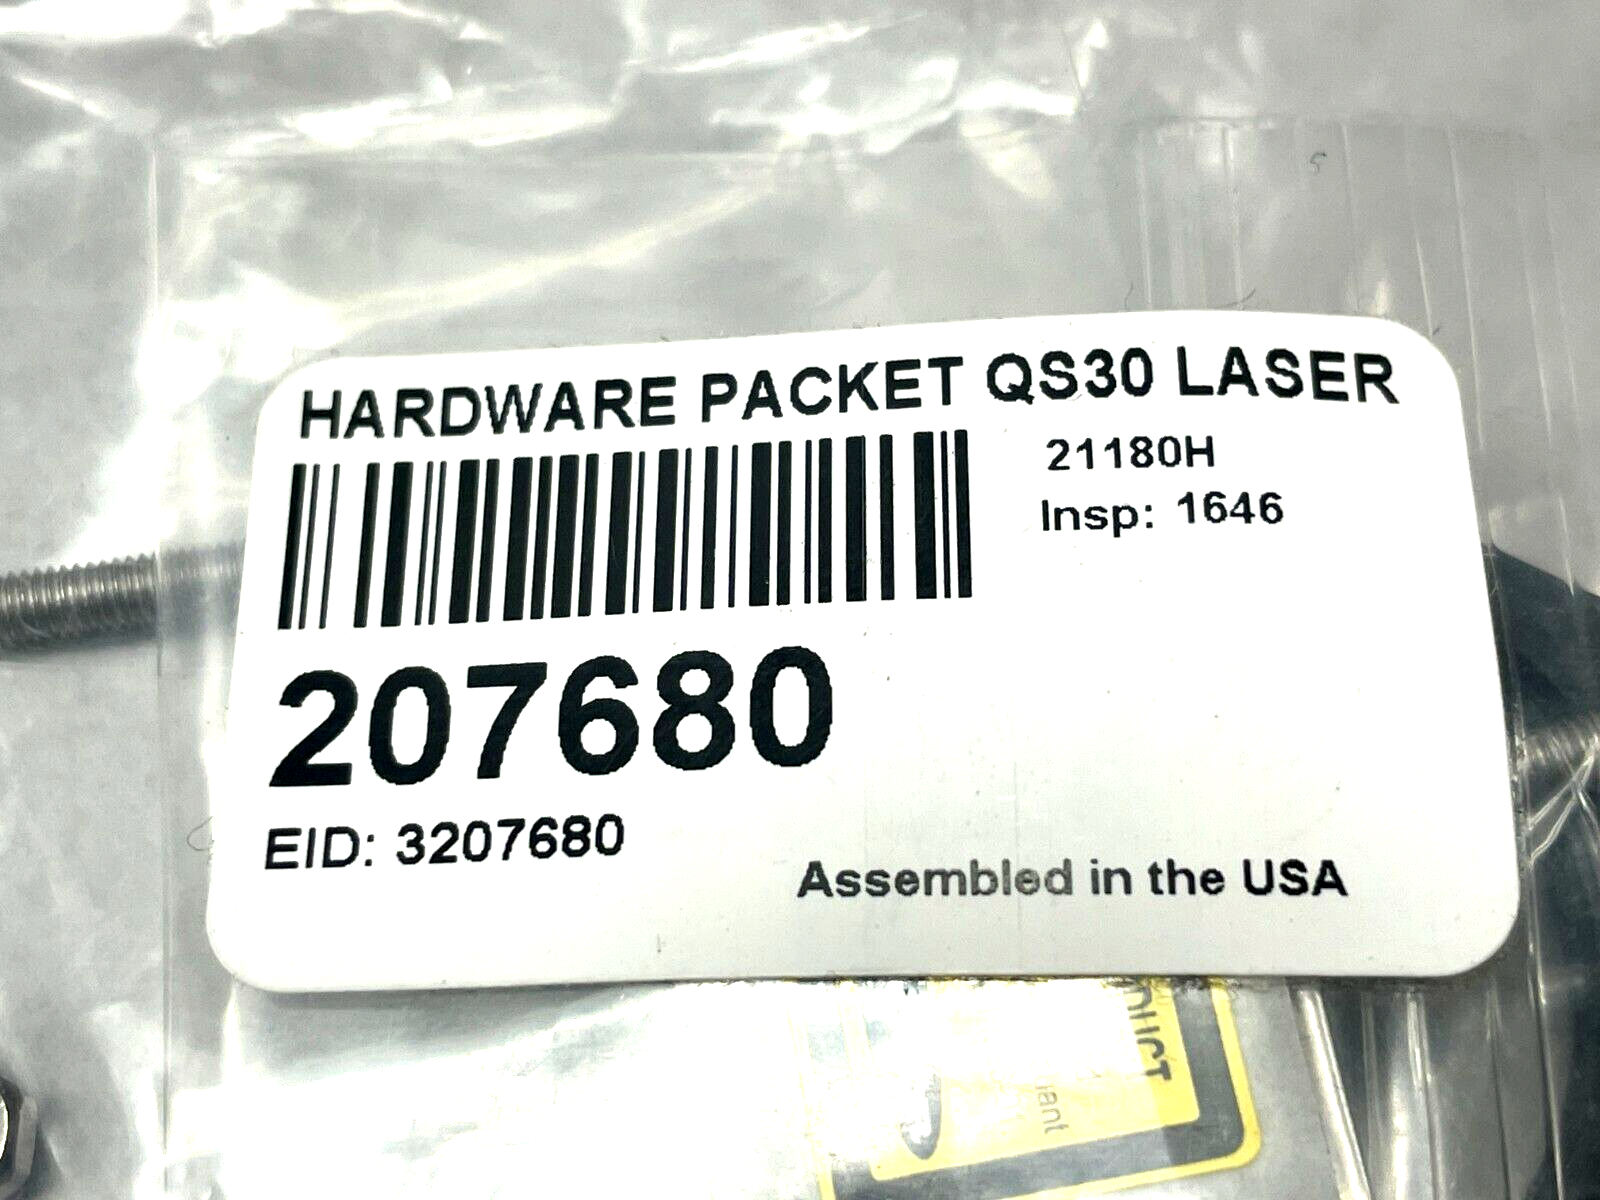 HARDWARE PACKET QS30 LASER
21180H
Insp: 1646
207680
EID: 3207680
Assembled in the USA